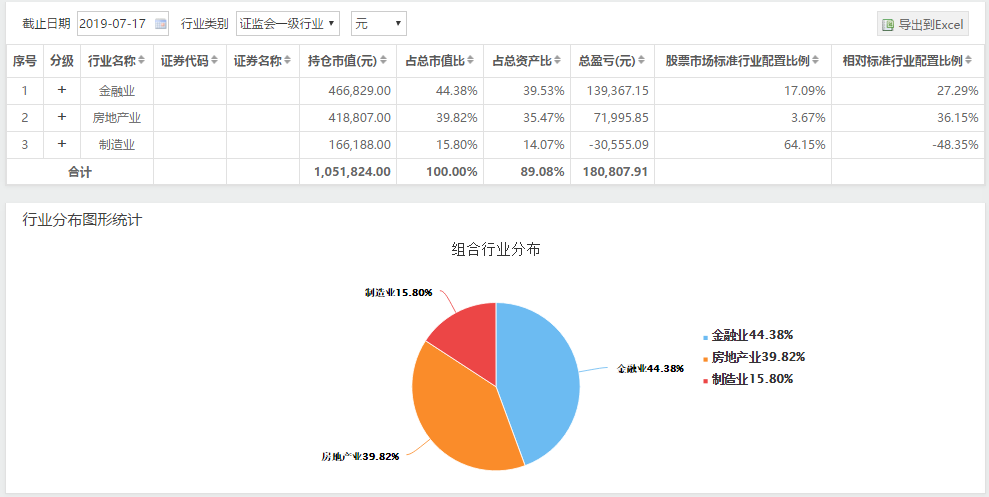 截止日期 2019-07-17 行业类别 证监会一级行业 元 导出到Excel
序号 分级 行业名称 证券代码 证券名称 持仓市值(元) 占总市值比 占总资产比 总盈亏(元) 股票市场标准行业配置比例 相对标准行业配置比例
1 + 金融业 466,829.00 44.38% 39.53% 139,367.15 17.09% 27.29%
2 + 房地产业 418,807.00 39.82% 35.47% 71,995.85 3.67% 36.15%
3 + 制造业 166,188.00 15.80% 14.07% -30,555.09 64.15% -48.35%
合计 1,051,824.00 100.00% 89.08% 180,807.91
行业分布图形统计
组合行业分布
制造业15.80%
金融业44.38%
房地产业39.82%
金融业44.38%
房地产业39.82%
制造业15.80%